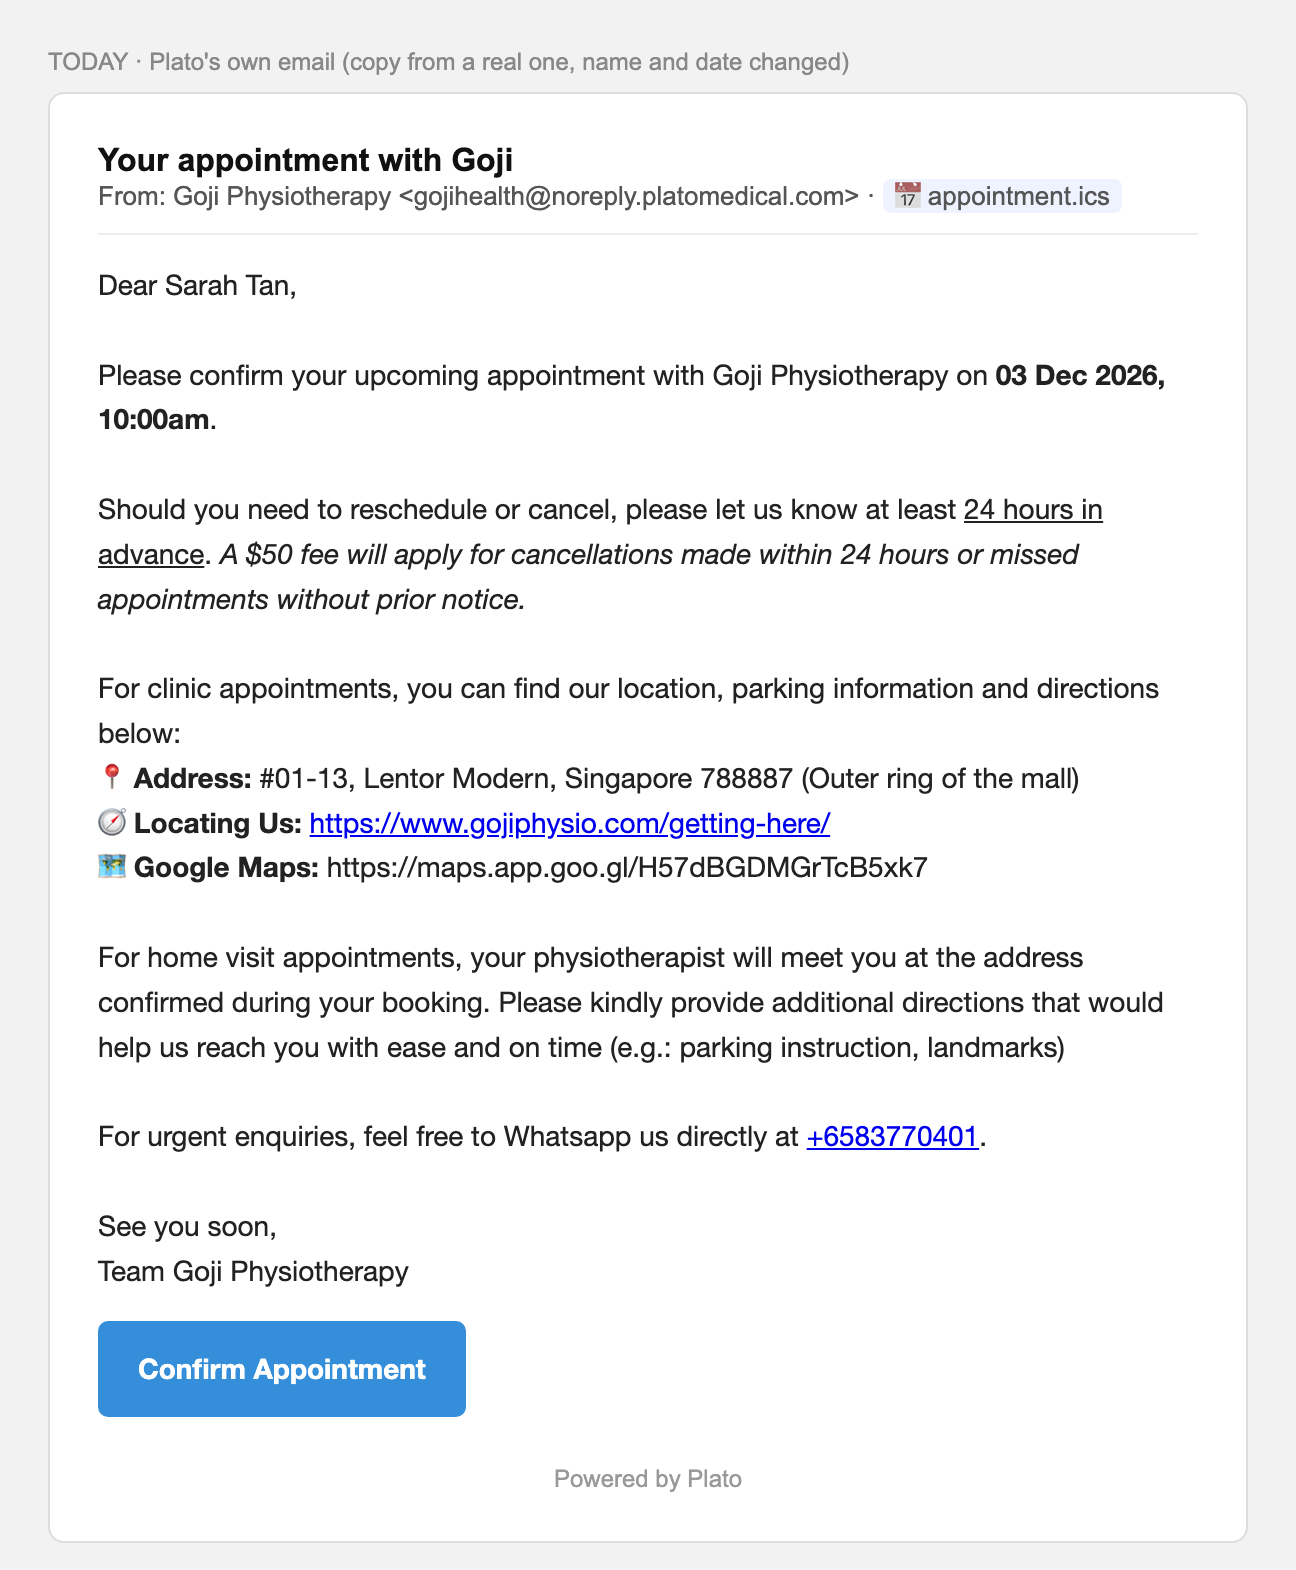 TODAY · Plato's own email (copy from a real one, name and date changed)
Your appointment with Goji
From: Goji Physiotherapy <gojihealth@noreply.platomedical.com> · 📅 appointment.ics
Dear Sarah Tan,
Please confirm your upcoming appointment with Goji Physiotherapy on 03 Dec 2026,
10:00am.
Should you need to reschedule or cancel, please let us know at least 24 hours in
advance. A $50 fee will apply for cancellations made within 24 hours or missed
appointments without prior notice.
For clinic appointments, you can find our location, parking information and directions
below:
📍 Address: #01-13, Lentor Modern, Singapore 788887 (Outer ring of the mall)
🧭 Locating Us: https://www.gojiphysio.com/getting-here/
🗺️ Google Maps: https://maps.app.goo.gl/H57dBGDMGrTcB5xk7
For home visit appointments, your physiotherapist will meet you at the address
confirmed during your booking. Please kindly provide additional directions that would
help us reach you with ease and on time (e.g.: parking instruction, landmarks)
For urgent enquiries, feel free to Whatsapp us directly at +6583770401.
See you soon,
Team Goji Physiotherapy
Confirm Appointment
Powered by Plato